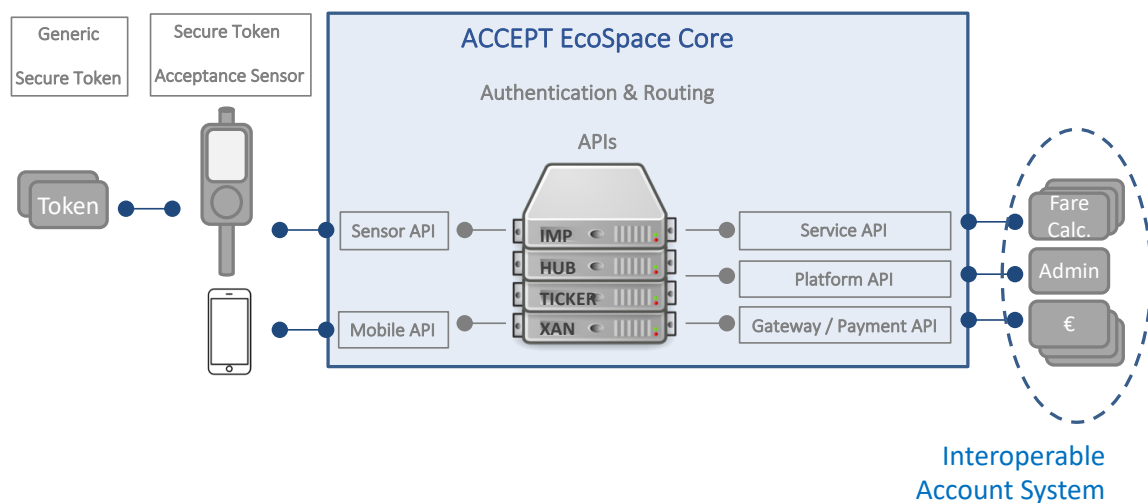 Generic
Secure Token
Secure Token
Acceptance Sensor
ACCEPT EcoSpace Core
Authentication & Routing
APIs
Token
Sensor API
Mobile API
IMP
HUB
TICKER
XAN
Service API
Platform API
Gateway / Payment API
Fare
Calc.
Admin
€
Interoperable
Account System